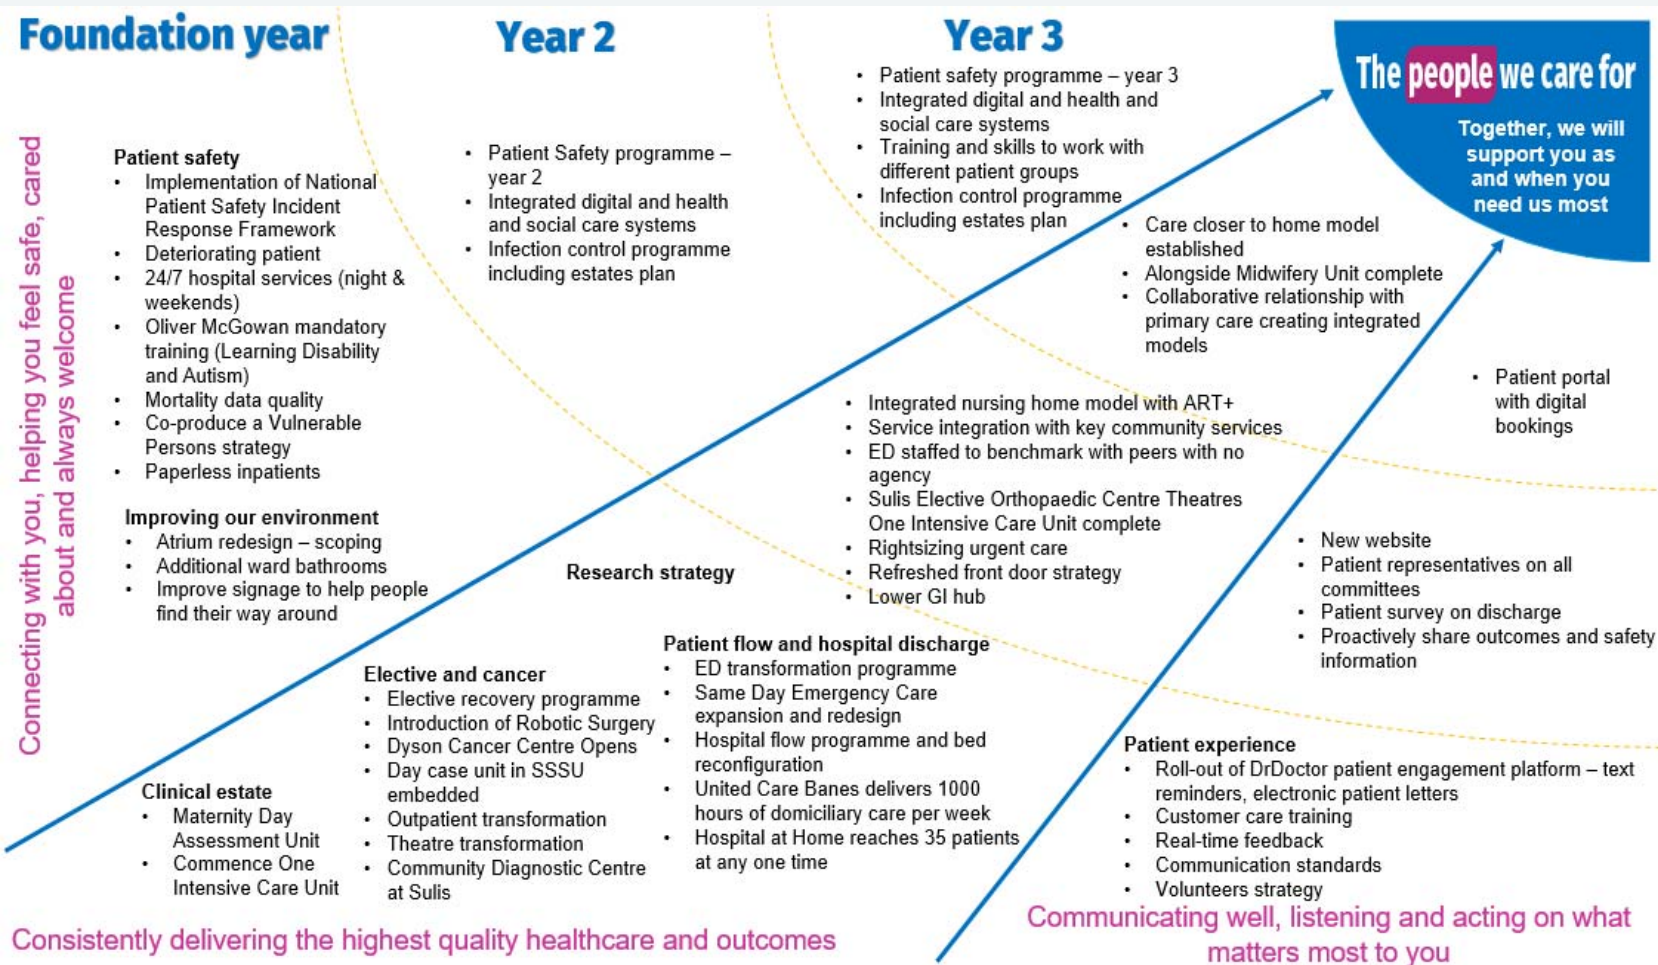 Foundation year
Year 2
Year 3
The people we care for
Together, we will
support you as
and when you
need us most
Connecting with you, helping you feel safe, cared
about and always welcome
Patient safety
• Implementation of National
Patient Safety Incident
Response Framework
• Deteriorating patient
• 24/7 hospital services (night &
weekends)
• Oliver McGowan mandatory
training (Learning Disability
and Autism)
• Mortality data quality
• Co-produce a Vulnerable
Persons strategy
• Paperless inpatients
Improving our environment
• Atrium redesign – scoping
• Additional ward bathrooms
• Improve signage to help people
find their way around
• Patient Safety programme –
year 2
• Integrated digital and health
and social care systems
• Infection control programme
including estates plan
• Patient safety programme – year 3
• Integrated digital and health and
social care systems
• Training and skills to work with
different patient groups
• Infection control programme
including estates plan
• Care closer to home model
established
• Alongside Midwifery Unit complete
• Collaborative relationship with
primary care creating integrated
models
• Integrated nursing home model with ART+
• Service integration with key community services
• ED staffed to benchmark with peers with no
agency
• Sulis Elective Orthopaedic Centre Theatres
One Intensive Care Unit complete
• Rightsizing urgent care
• Refreshed front door strategy
• Lower GI hub
Research strategy
Clinical estate
• Maternity Day
Assessment Unit
• Commence One
Intensive Care Unit
Elective and cancer
• Elective recovery programme
• Introduction of Robotic Surgery
• Dyson Cancer Centre Opens
• Day case unit in SSSU
embedded
• Outpatient transformation
• Theatre transformation
• Community Diagnostic Centre
at Sulis
Patient flow and hospital discharge
• ED transformation programme
• Same Day Emergency Care
expansion and redesign
• Hospital flow programme and bed
reconfiguration
• United Care Banes delivers 1000
hours of domiciliary care per week
• Hospital at Home reaches 35 patients
at any one time
Consistently delivering the highest quality healthcare and outcomes
• Patient portal
with digital
bookings
• New website
• Patient representatives on all
committees
• Patient survey on discharge
• Proactively share outcomes and safety
information
Patient experience
• Roll-out of DrDoctor patient engagement platform – text
reminders, electronic patient letters
• Customer care training
• Real-time feedback
• Communication standards
• Volunteers strategy
Communicating well, listening and acting on what
matters most to you